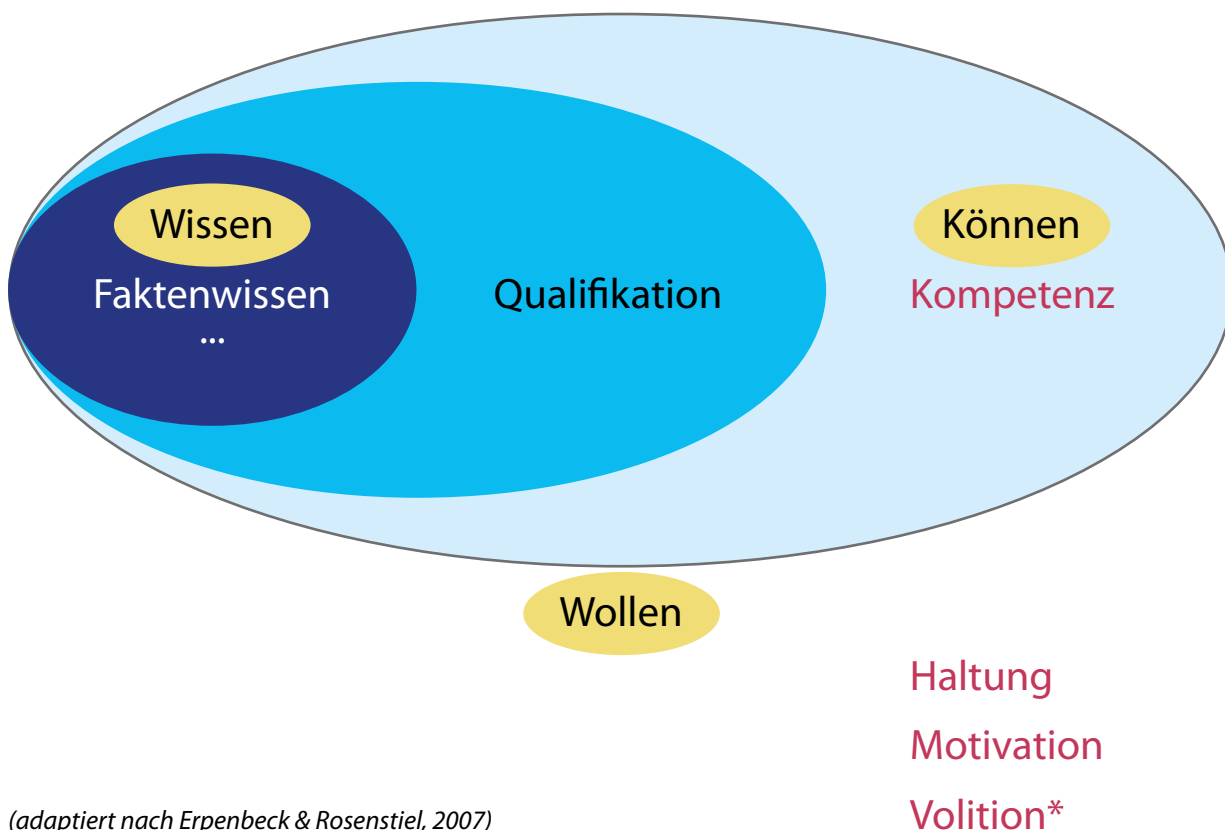 Wissen
Faktenwissen
...
Qualifikation
Können
Kompetenz
Wollen
Haltung
Motivation
Volition*
(adaptiert nach Erpenbeck & Rosenstiel, 2007)